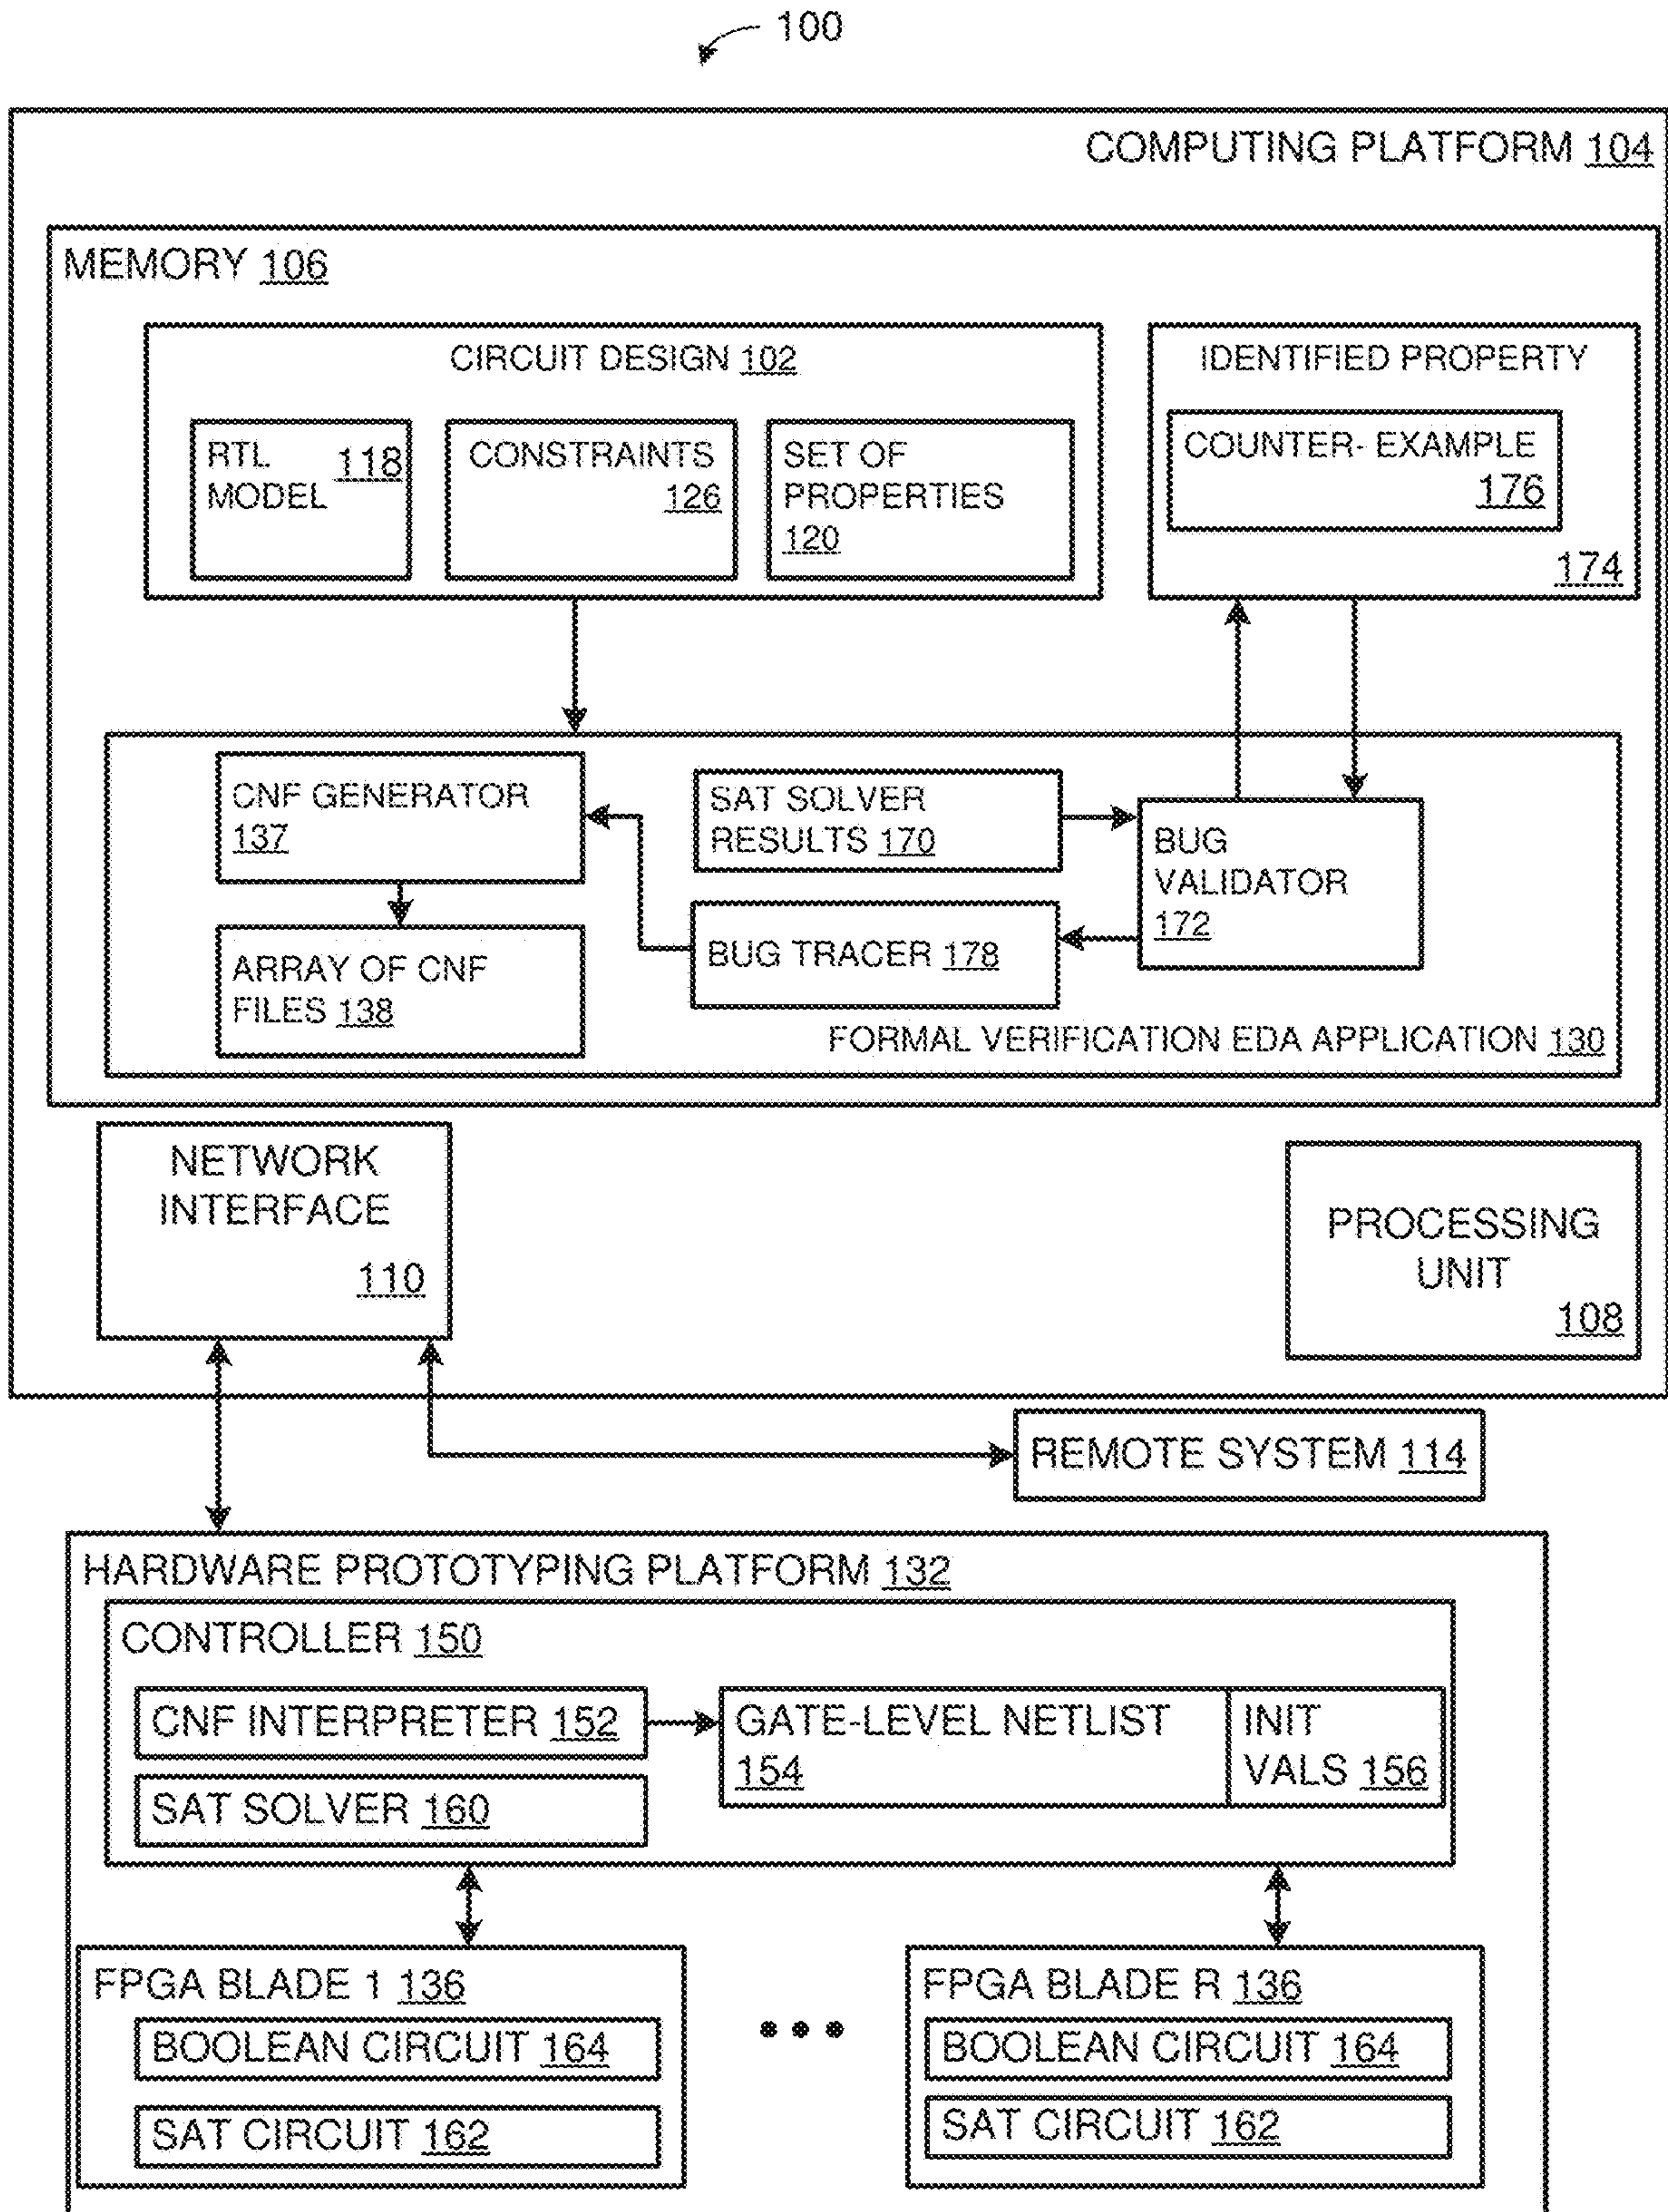 100
COMPUTING PLATFORM 104
MEMORY 106
CIRCUIT DESIGN 102
RTL 118
MODEL
CONSTRAINTS
126
SET OF
PROPERTIES
120
IDENTIFIED PROPERTY
COUNTER- EXAMPLE
176
174
CNF GENERATOR
137
SAT SOLVER
RESULTS 170
BUG
VALIDATOR
172
ARRAY OF CNF
FILES 138
BUG TRACER 178
FORMAL VERIFICATION EDA APPLICATION 130
NETWORK
INTERFACE
110
PROCESSING
UNIT
108
REMOTE SYSTEM 114
HARDWARE PROTOTYPING PLATFORM 132
CONTROLLER 150
CNF INTERPRETER 152
SAT SOLVER 160
GATE-LEVEL NETLIST
154
INIT
VALS 156
FPGA BLADE 1 136
BOOLEAN CIRCUIT 164
SAT CIRCUIT 162
FPGA BLADE R 136
BOOLEAN CIRCUIT 164
SAT CIRCUIT 162